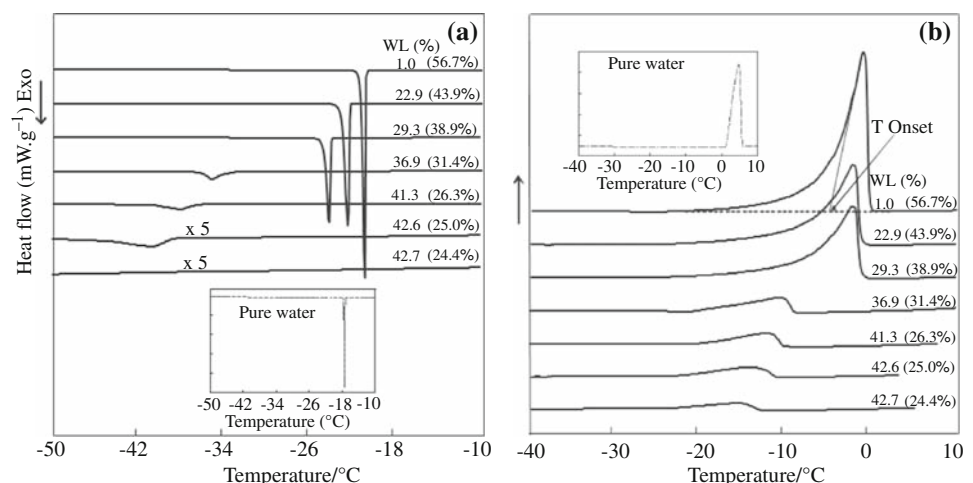 (a)
WL (%)
1.0 (56.7%)
22.9 (43.9%)
29.3 (38.9%)
36.9 (31.4%)
41.3 (26.3%)
x 5
42.6 (25.0%)
x 5
42.7 (24.4%)
Heat flow (mW.g⁻¹) Exo
Pure water
-50 -42 -34 -26 -18 -10
Temperature (°C)
-50 -42 -34 -26 -18 -10
Temperature/°C
(b)
Pure water
-40 -30 -20 -10 0 10
Temperature (°C)
T Onset
WL (%)
1.0 (56.7%)
22.9 (43.9%)
29.3 (38.9%)
36.9 (31.4%)
41.3 (26.3%)
42.6 (25.0%)
42.7 (24.4%)
-40 -30 -20 -10 0 10
Temperature/°C